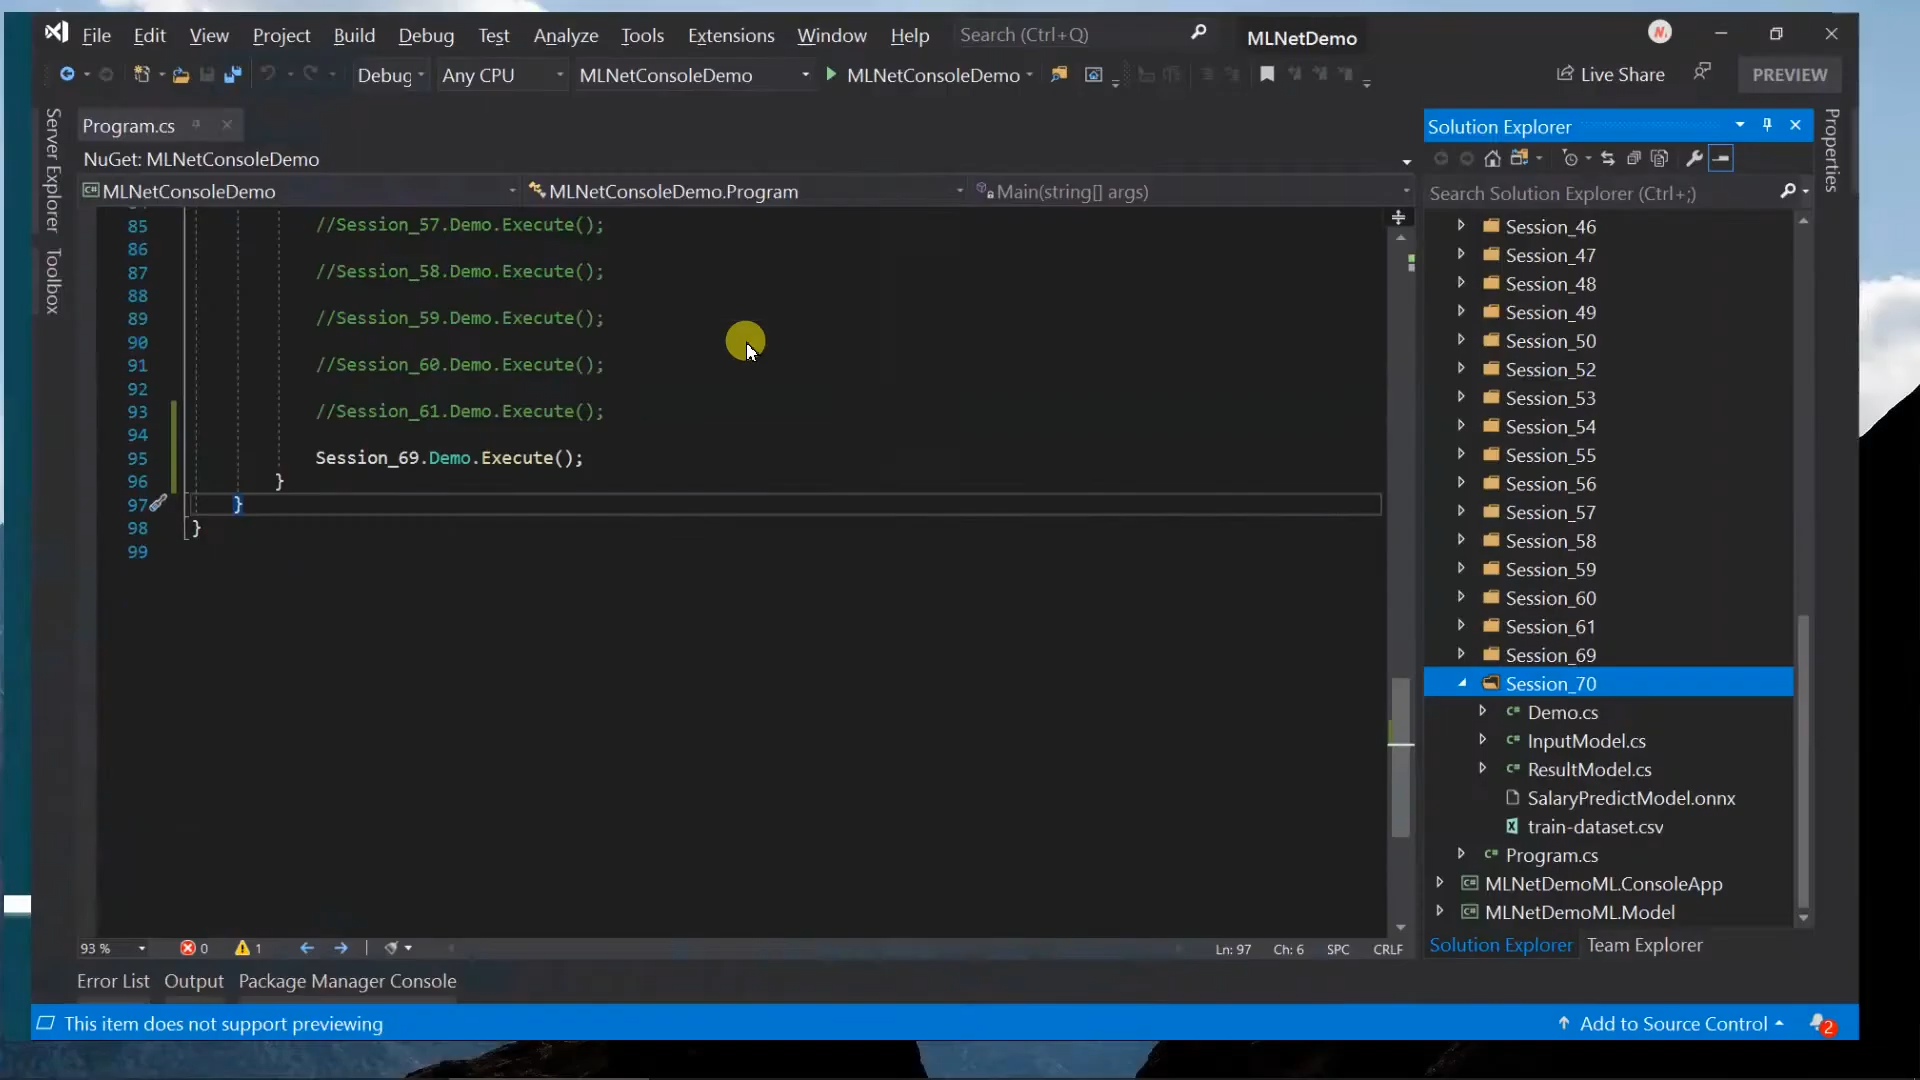 File Edit View Project Build Debug Test Analyze Tools Extensions Window Help Search (Ctrl+Q) MLNetDemo
Debug Any CPU MLNetConsoleDemo MLNetConsoleDemo Live Share PREVIEW
Server Explorer
Toolbox
Program.cs
NuGet: MLNetConsoleDemo
MLNetConsoleDemo MLNetConsoleDemo.Program Main(string[] args)
85 //Session_57.Demo.Execute();
86
87 //Session_58.Demo.Execute();
88
89 //Session_59.Demo.Execute();
90
91 //Session_60.Demo.Execute();
92
93 //Session_61.Demo.Execute();
94
95 Session_69.Demo.Execute();
96 }
97 }
98 }
99
93 % 0 1 Ln: 97 Ch: 6 SPC CRLF
Error List Output Package Manager Console
Solution Explorer
Search Solution Explorer (Ctrl+;)
Session_46
Session_47
Session_48
Session_49
Session_50
Session_52
Session_53
Session_54
Session_55
Session_56
Session_57
Session_58
Session_59
Session_60
Session_61
Session_69
Session_70
C# Demo.cs
C# InputModel.cs
C# ResultModel.cs
SalaryPredictModel.onnx
train-dataset.csv
C# Program.cs
C# MLNetDemoML.ConsoleApp
C# MLNetDemoML.Model
Solution Explorer Team Explorer
Properties
This item does not support previewing Add to Source Control 2